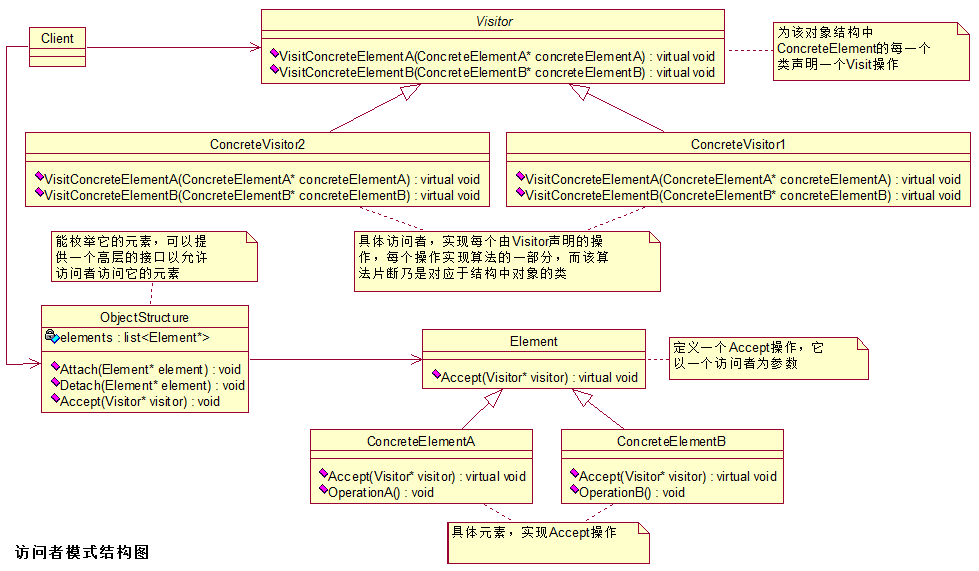 Client
Visitor
VisitConcreteElementA(ConcreteElementA* concreteElementA) : virtual void
VisitConcreteElementB(ConcreteElementB* concreteElementB) : virtual void
为该对象结构中
ConcreteElement的每一个
类声明一个Visit操作
ConcreteVisitor2
VisitConcreteElementA(ConcreteElementA* concreteElementA) : virtual void
VisitConcreteElementB(ConcreteElementB* concreteElementB) : virtual void
ConcreteVisitor1
VisitConcreteElementA(ConcreteElementA* concreteElementA) : virtual void
VisitConcreteElementB(ConcreteElementB* concreteElementB) : virtual void
能枚举它的元素，可以提
供一个高层的接口以允许
访问者访问它的元素
具体访问者，实现每个由Visitor声明的操
作，每个操作实现算法的一部分，而该算
法片断乃是对应于结构中对象的类
ObjectStructure
elements : list<Element*>
Attach(Element* element) : void
Detach(Element* element) : void
Accept(Visitor* visitor) : void
Element
Accept(Visitor* visitor) : virtual void
定义一个Accept操作，它
以一个访问者为参数
ConcreteElementA
Accept(Visitor* visitor) : virtual void
OperationA() : void
ConcreteElementB
Accept(Visitor* visitor) : virtual void
OperationB() : void
具体元素，实现Accept操作
访问者模式结构图